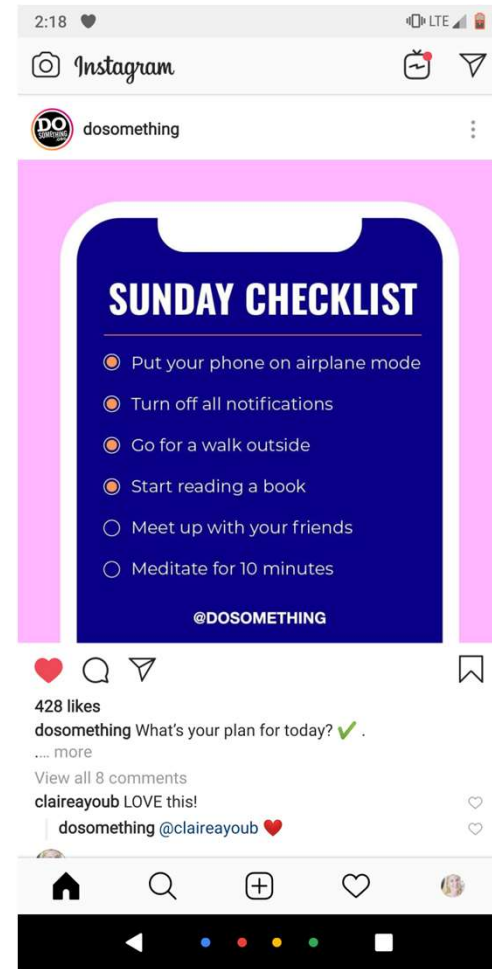 2:18 LTE
Instagram
DO
SOMETHING
dosomething
SUNDAY CHECKLIST
Put your phone on airplane mode
Turn off all notifications
Go for a walk outside
Start reading a book
Meet up with your friends
Meditate for 10 minutes
@DOSOMETHING
428 likes
dosomething What's your plan for today? ✔ .
.... more
View all 8 comments
claireayoub LOVE this!
dosomething @claireayoub ❤